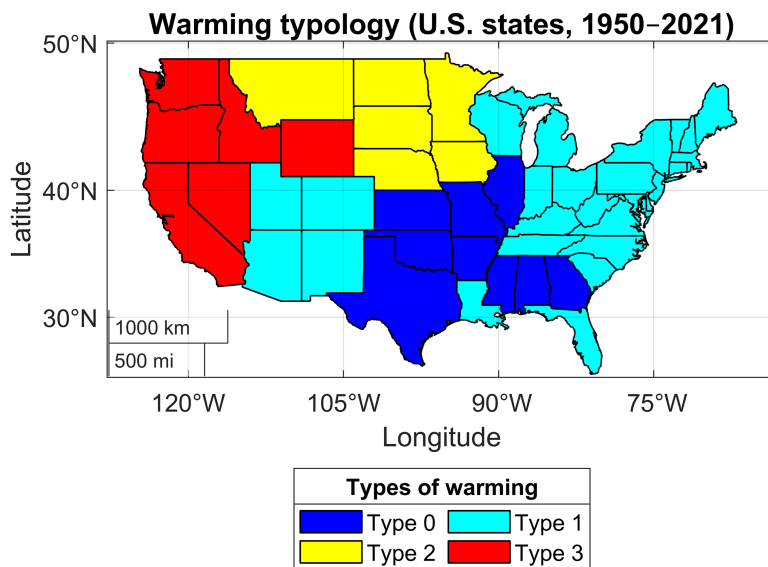 Warming typology (U.S. states, 1950−2021)
50°N
40°N
30°N
Latitude
1000 km
500 mi
120°W 105°W 90°W 75°W
Longitude
Types of warming
Type 0 Type 1
Type 2 Type 3